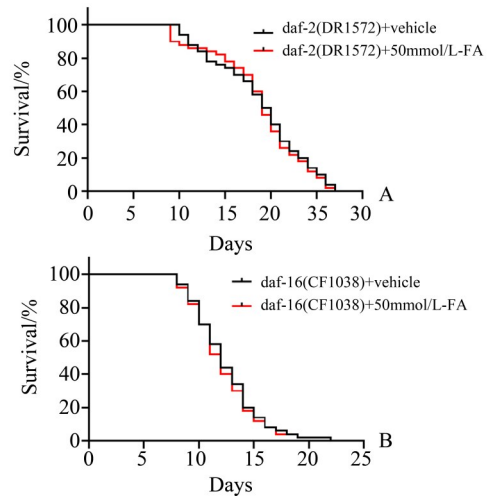 daf-2(DR1572)+vehicle
daf-2(DR1572)+50mmol/L-FA
Survival/%
100
80
60
40
20
0
0 5 10 15 20 35 30
A
Days
daf-16(CF1038)+vehicle
daf-16(CF1038)+50mmol/L-FA
Survival/%
100
80
60
40
20
0
0 5 10 15 20 25
B
Days